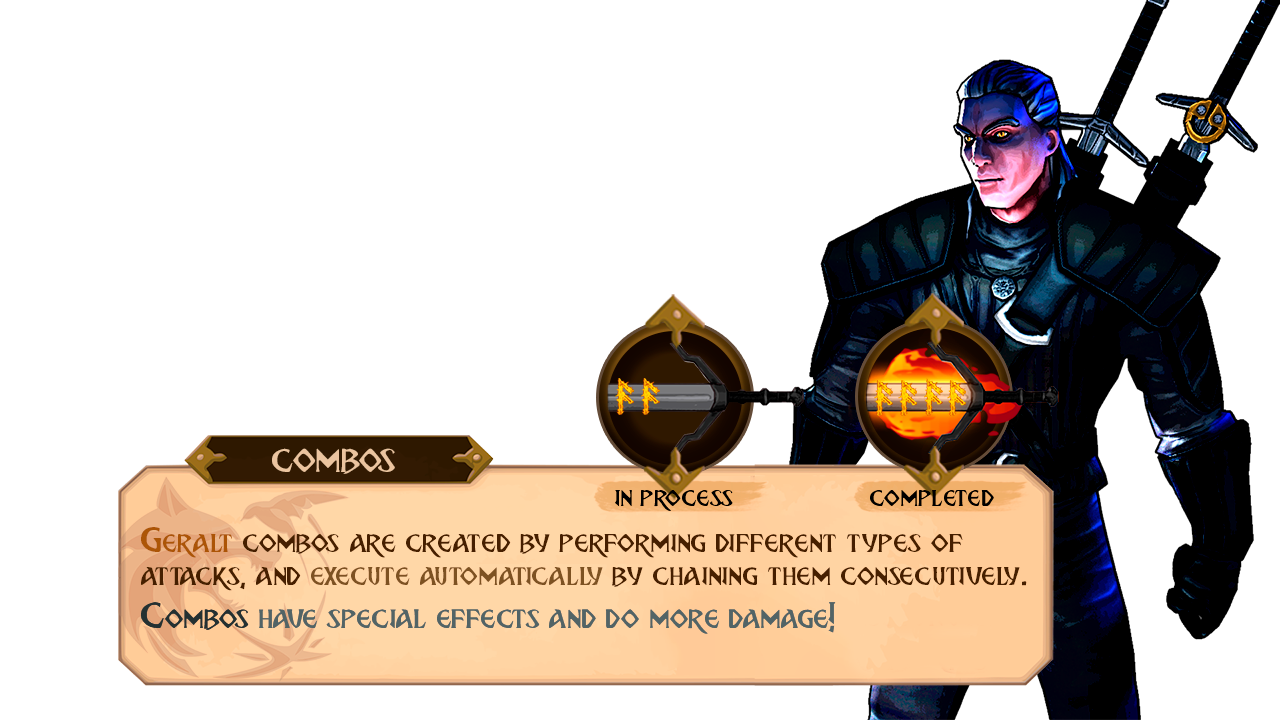 COMBOS
IN PROCESS
COMPLETED
GERALT COMBOS ARE CREATED BY PERFORMING DIFFERENT TYPES OF
ATTACKS, AND EXECUTE AUTOMATICALLY BY CHAINING THEM CONSECUTIVELY.
COMBOS HAVE SPECIAL EFFECTS AND DO MORE DAMAGE!